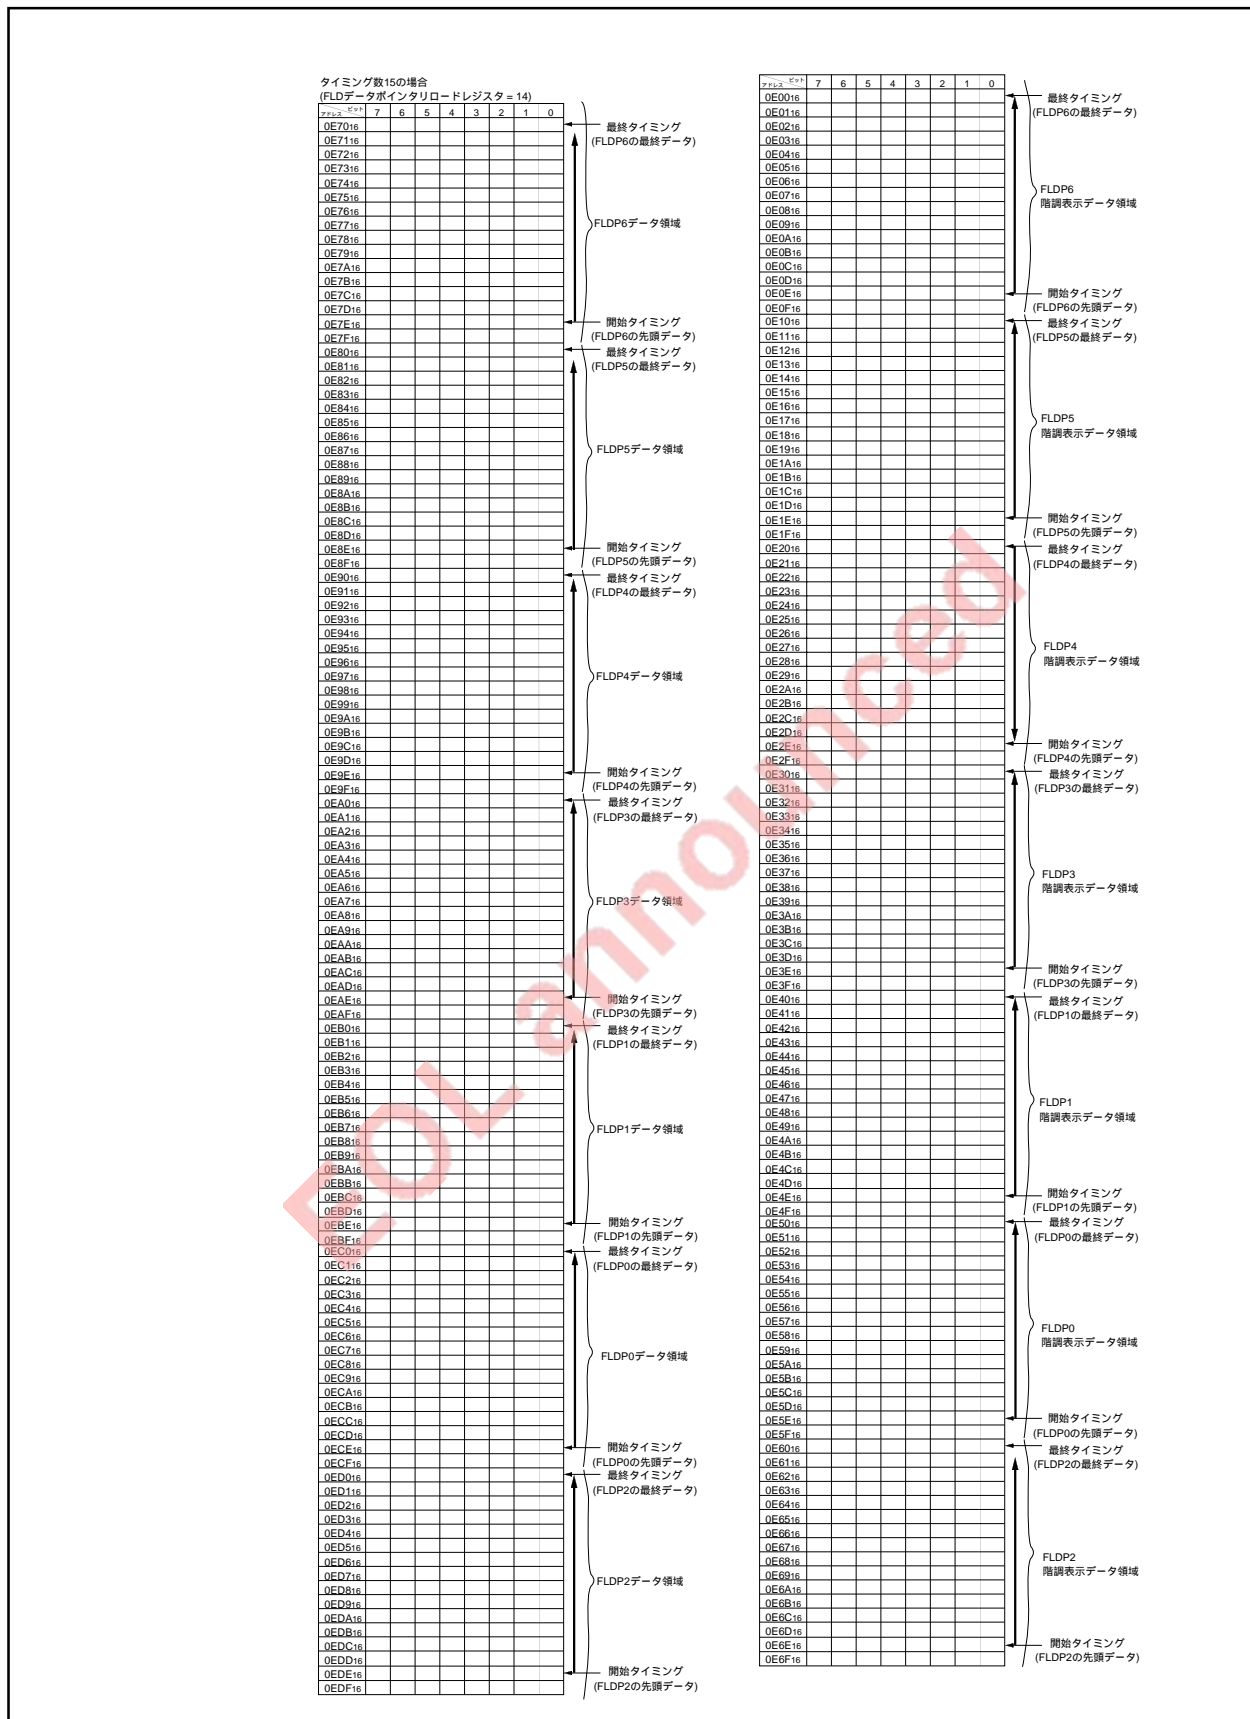 タイミング数15の場合
(FLDデータポインタリロードレジスタ = 14)
アドレス ビット 7 6 5 4 3 2 1 0
0E7016
0E7116
0E7216
0E7316
0E7416
0E7516
0E7616
0E7716
0E7816
0E7916
0E7A16
0E7B16
0E7C16
0E7D16
0E7E16
0E7F16
最終タイミング
(FLDP6の最終データ)
FLDP6データ領域
開始タイミング
(FLDP6の先頭データ)
0E8016
0E8116
0E8216
0E8316
0E8416
0E8516
0E8616
0E8716
0E8816
0E8916
0E8A16
0E8B16
0E8C16
0E8D16
0E8E16
0E8F16
最終タイミング
(FLDP5の最終データ)
FLDP5データ領域
開始タイミング
(FLDP5の先頭データ)
0E9016
0E9116
0E9216
0E9316
0E9416
0E9516
0E9616
0E9716
0E9816
0E9916
0E9A16
0E9B16
0E9C16
0E9D16
0E9E16
0E9F16
最終タイミング
(FLDP4の最終データ)
FLDP4データ領域
開始タイミング
(FLDP4の先頭データ)
0EA016
0EA116
0EA216
0EA316
0EA416
0EA516
0EA616
0EA716
0EA816
0EA916
0EAA16
0EAB16
0EAC16
0EAD16
0EAE16
0EAF16
最終タイミング
(FLDP3の最終データ)
FLDP3データ領域
開始タイミング
(FLDP3の先頭データ)
0EB016
0EB116
0EB216
0EB316
0EB416
0EB516
0EB616
0EB716
0EB816
0EB916
0EBA16
0EBB16
0EBC16
0EBD16
0EBE16
0EBF16
最終タイミング
(FLDP1の最終データ)
FLDP1データ領域
開始タイミング
(FLDP1の先頭データ)
0EC016
0EC116
0EC216
0EC316
0EC416
0EC516
0EC616
0EC716
0EC816
0EC916
0ECA16
0ECB16
0ECC16
0ECD16
0ECE16
0ECF16
最終タイミング
(FLDP0の最終データ)
FLDP0データ領域
開始タイミング
(FLDP0の先頭データ)
0ED016
0ED116
0ED216
0ED316
0ED416
0ED516
0ED616
0ED716
0ED816
0ED916
0EDA16
0EDB16
0EDC16
0EDD16
0EDE16
0EDF16
最終タイミング
(FLDP2の最終データ)
FLDP2データ領域
開始タイミング
(FLDP2の先頭データ)
アドレス ビット 7 6 5 4 3 2 1 0
0E0016
0E0116
0E0216
0E0316
0E0416
0E0516
0E0616
0E0716
0E0816
0E0916
0E0A16
0E0B16
0E0C16
0E0D16
0E0E16
0E0F16
最終タイミング
(FLDP6の最終データ)
FLDP6
階調表示データ領域
開始タイミング
(FLDP6の先頭データ)
0E1016
0E1116
0E1216
0E1316
0E1416
0E1516
0E1616
0E1716
0E1816
0E1916
0E1A16
0E1B16
0E1C16
0E1D16
0E1E16
0E1F16
最終タイミング
(FLDP5の最終データ)
FLDP5
階調表示データ領域
開始タイミング
(FLDP5の先頭データ)
0E2016
0E2116
0E2216
0E2316
0E2416
0E2516
0E2616
0E2716
0E2816
0E2916
0E2A16
0E2B16
0E2C16
0E2D16
0E2E16
0E2F16
最終タイミング
(FLDP4の最終データ)
FLDP4
階調表示データ領域
開始タイミング
(FLDP4の先頭データ)
0E3016
0E3116
0E3216
0E3316
0E3416
0E3516
0E3616
0E3716
0E3816
0E3916
0E3A16
0E3B16
0E3C16
0E3D16
0E3E16
0E3F16
最終タイミング
(FLDP3の最終データ)
FLDP3
階調表示データ領域
開始タイミング
(FLDP3の先頭データ)
0E4016
0E4116
0E4216
0E4316
0E4416
0E4516
0E4616
0E4716
0E4816
0E4916
0E4A16
0E4B16
0E4C16
0E4D16
0E4E16
0E4F16
最終タイミング
(FLDP1の最終データ)
FLDP1
階調表示データ領域
開始タイミング
(FLDP1の先頭データ)
0E5016
0E5116
0E5216
0E5316
0E5416
0E5516
0E5616
0E5716
0E5816
0E5916
0E5A16
0E5B16
0E5C16
0E5D16
0E5E16
0E5F16
最終タイミング
(FLDP0の最終データ)
FLDP0
階調表示データ領域
開始タイミング
(FLDP0の先頭データ)
0E6016
0E6116
0E6216
0E6316
0E6416
0E6516
0E6616
0E6716
0E6816
0E6916
0E6A16
0E6B16
0E6C16
0E6D16
0E6E16
0E6F16
最終タイミング
(FLDP2の最終データ)
FLDP2
階調表示データ領域
開始タイミング
(FLDP2の先頭データ)
EOL announced